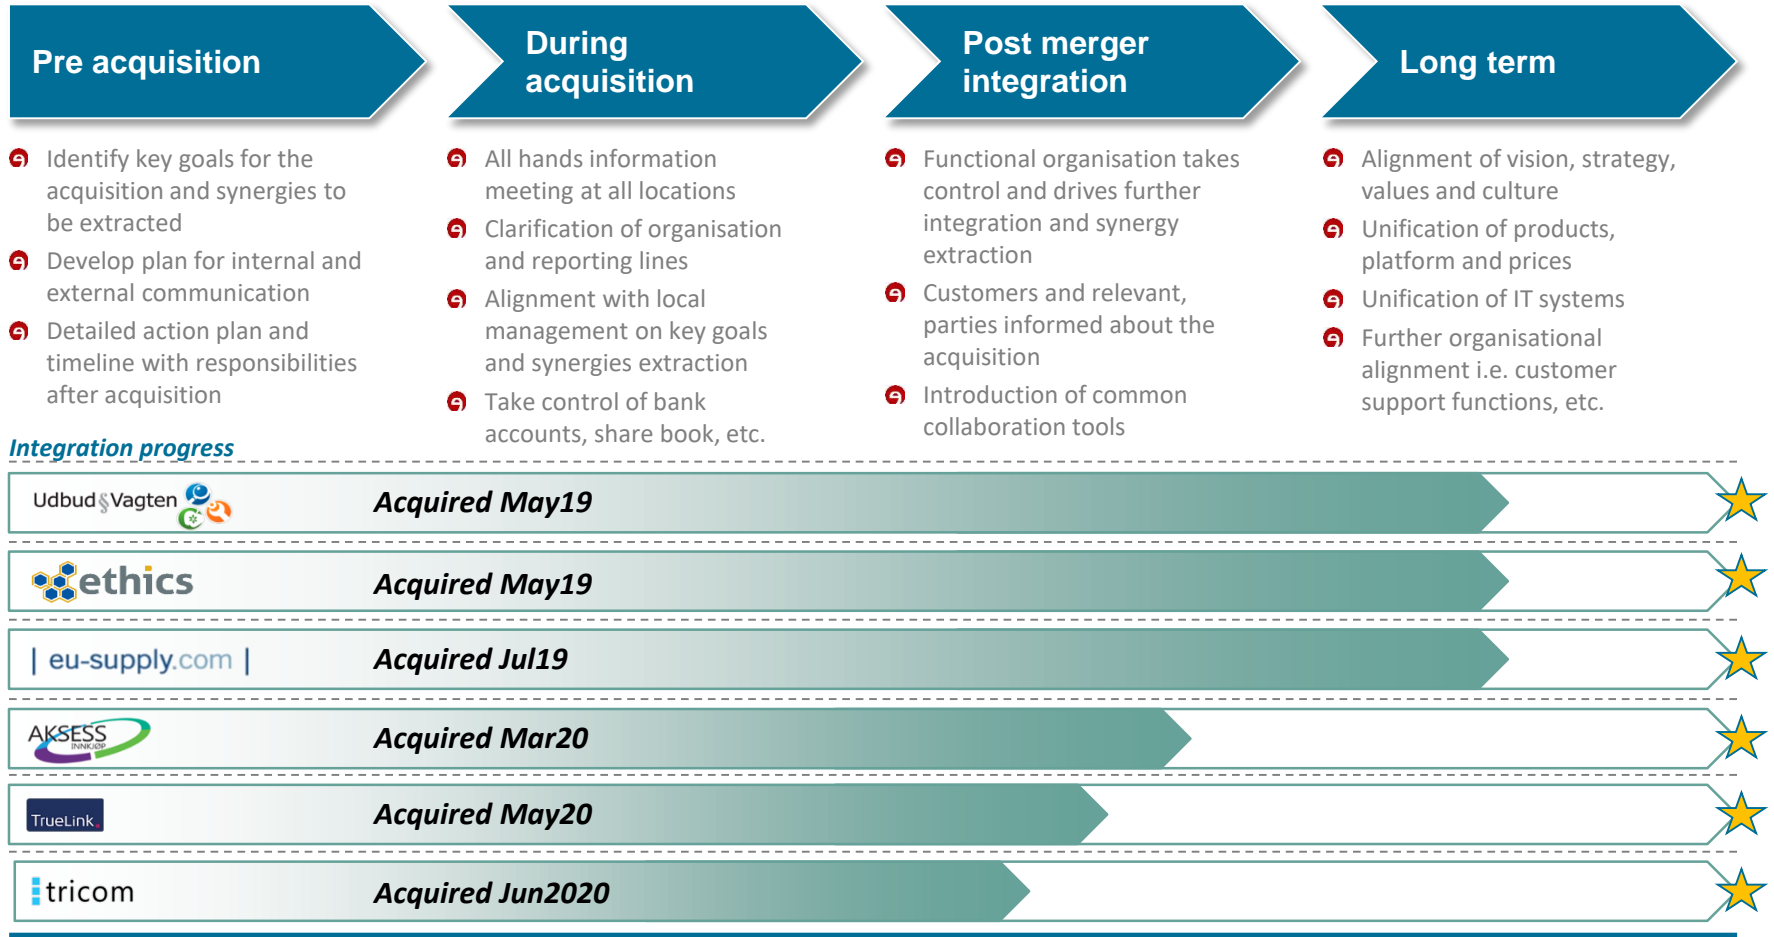 Pre acquisition
During
acquisition
Post merger
integration
Long term
Identify key goals for the
acquisition and synergies to
be extracted
Develop plan for internal and
external communication
Detailed action plan and
timeline with responsibilities
after acquisition
All hands information
meeting at all locations
Clarification of organisation
and reporting lines
Alignment with local
management on key goals
and synergies extraction
Take control of bank
accounts, share book, etc.
Functional organisation takes
control and drives further
integration and synergy
extraction
Customers and relevant,
parties informed about the
acquisition
Introduction of common
collaboration tools
Alignment of vision, strategy,
values and culture
Unification of products,
platform and prices
Unification of IT systems
Further organisational
alignment i.e. customer
support functions, etc.
Integration progress
Udbud§Vagten
Acquired May19
ethics
Acquired May19
| eu-supply.com |
Acquired Jul19
AKSESS
INNKJØP
Acquired Mar20
TrueLink.
Acquired May20
tricom
Acquired Jun2020